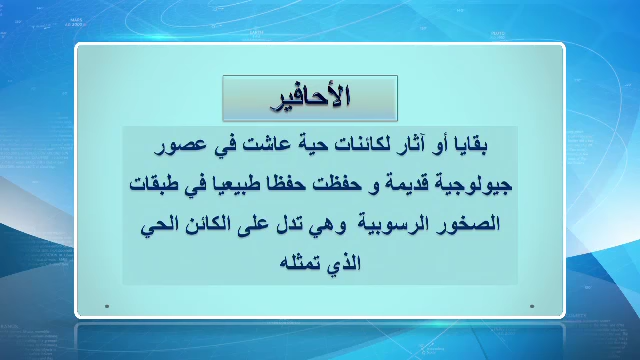 الأحافير
بقايا أو آثار لكائنات حية عاشت في عصور
جيولوجية قديمة و حفظت حفظا طبيعيا في طبقات
الصخور الرسوبية وهي تدل على الكائن الحي
الذي تمثله